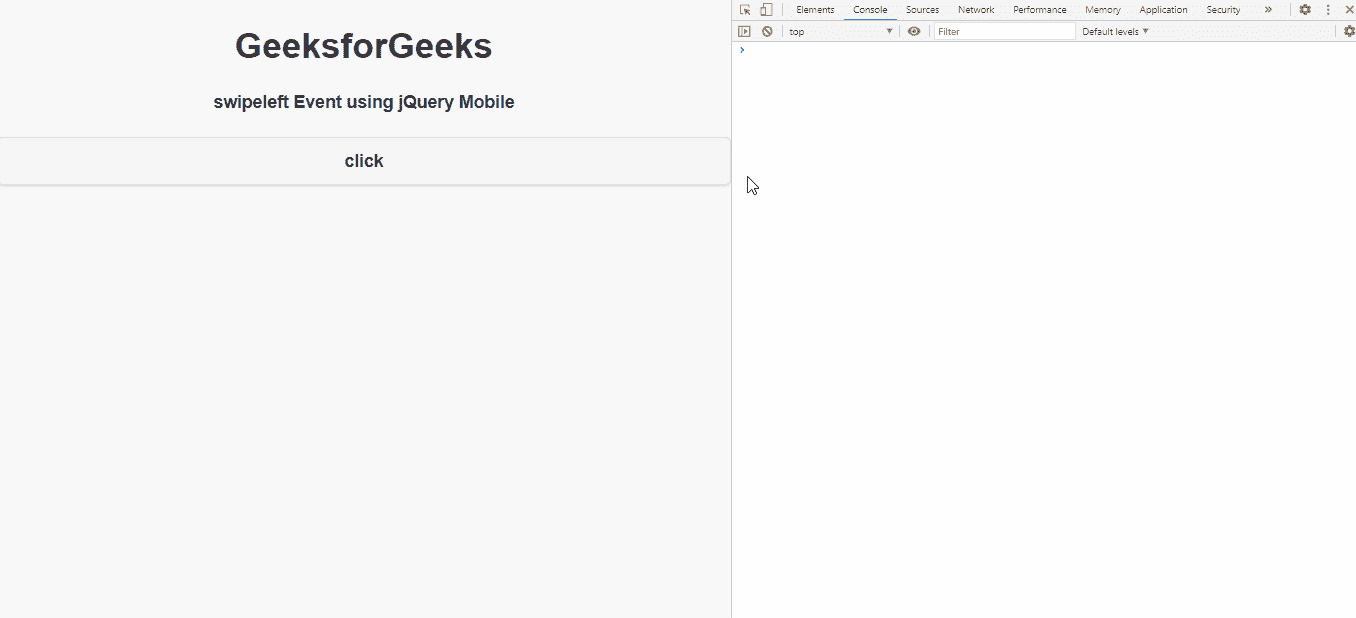 GeeksforGeeks
swipeleft Event using jQuery Mobile
click
Elements Console Sources Network Performance Memory Application Security »
top ▼ Filter Default levels ▼
›